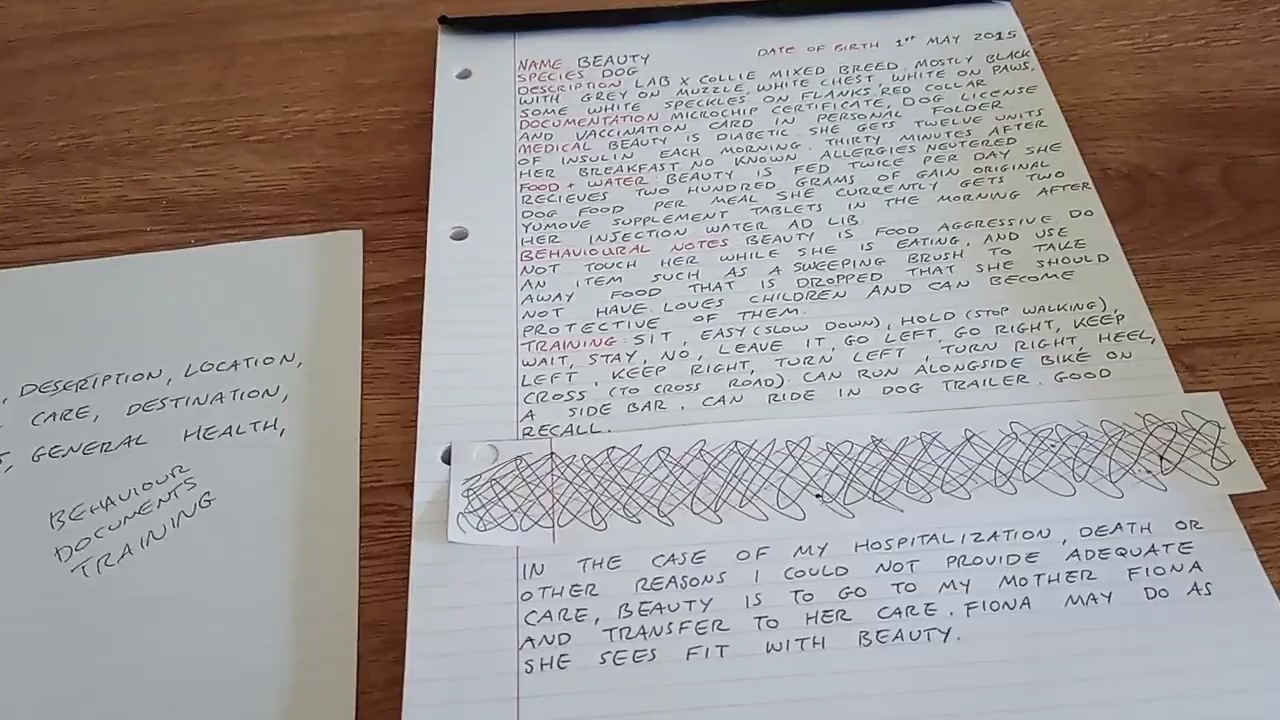 , DESCRIPTION, LOCATION,
CARE, DESTINATION,
, GENERAL HEALTH,
BEHAVIOUR
DOCUMENTS
TRAINING
NAME BEAUTY DATE OF BIRTH 1ST MAY 2015
SPECIES DOG
DESCRIPTION LAB X COLLIE MIXED BREED. MOSTLY BLACK
WITH GREY ON MUZZLE, WHITE CHEST, WHITE ON PAWS,
SOME WHITE SPECKLES ON FLANKS. RED COLLAR
DOCUMENTATION MICROCHIP CERTIFICATE, DOG LICENSE
AND VACCINATION CARD IN PERSONAL FOLDER
MEDICAL BEAUTY IS DIABETIC SHE GETS TWELVE UNITS
OF INSULIN EACH MORNING. THIRTY MINUTES AFTER
HER BREAKFAST. NO KNOWN ALLERGIES NEUTERED
FOOD + WATER BEAUTY IS FED TWICE PER DAY SHE
RECIEVES TWO HUNDRED GRAMS OF GAIN ORIGINAL
DOG FOOD PER MEAL SHE CURRENTLY GETS TWO
YUMOVE SUPPLEMENT TABLETS IN THE MORNING AFTER
HER INJECTION WATER AD LIB.
BEHAVIOURAL NOTES BEAUTY IS FOOD AGGRESSIVE. DO
NOT TOUCH HER WHILE SHE IS EATING, AND USE
AN ITEM SUCH AS A SWEEPING BRUSH TO TAKE
AWAY FOOD THAT IS DROPPED THAT SHE SHOULD
NOT HAVE. LOVES CHILDREN AND CAN BECOME
PROTECTIVE OF THEM.
TRAINING: SIT, EASY (SLOW DOWN), HOLD (STOP WALKING),
WAIT, STAY, NO, LEAVE IT, GO LEFT, GO RIGHT, KEEP
LEFT, KEEP RIGHT, TURN LEFT, TURN RIGHT, HEEL,
CROSS (TO CROSS ROAD). CAN RUN ALONGSIDE BIKE ON
A SIDE BAR. CAN RIDE IN DOG TRAILER. GOOD
RECALL.
IN THE CASE OF MY HOSPITALIZATION, DEATH OR
OTHER REASONS I COULD NOT PROVIDE ADEQUATE
CARE, BEAUTY IS TO GO TO MY MOTHER FIONA
AND TRANSFER TO HER CARE. FIONA MAY DO AS
SHE SEES FIT WITH BEAUTY.